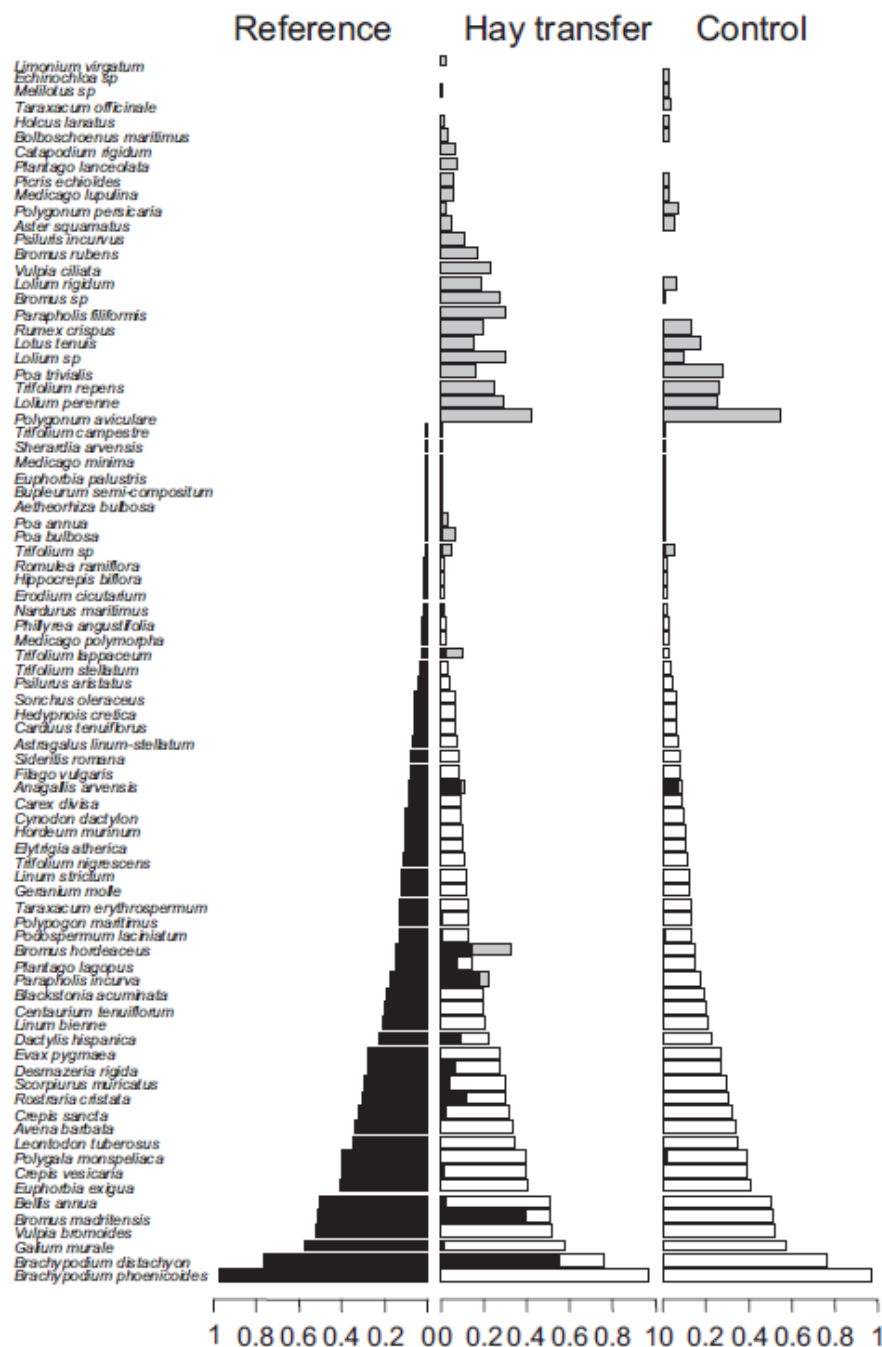 Reference Hay transfer Control
Limonium virgatum
Echinochloa sp
Melilotus sp
Taraxacum officinale
Holcus lanatus
Bolboschoenus maritimus
Catapodium rigidum
Plantago lanceolata
Picris echioides
Medicago lupulina
Polygonum persicaria
Aster squamatus
Psiluris incurvus
Bromus rubens
Vulpia ciliata
Lolium rigidum
Bromus sp
Parapholis filiformis
Rumex crispus
Lotus tenuis
Lolium sp
Poa trivialis
Trifolium repens
Lolium perenne
Polygonum aviculare
Trifolium campestre
Sherardia arvensis
Medicago minima
Euphorbia palustris
Bupleurum semi-compositum
Aetheorhiza bulbosa
Poa annua
Poa bulbosa
Trifolium sp
Romulea ramiflora
Hippocrepis biflora
Erodium cicutarium
Nardurus maritimus
Phillyrea angustifolia
Medicago polymorpha
Trifolium lappaceum
Trifolium stellatum
Psilurus aristatus
Sonchus oleraceus
Hedypnois cretica
Carduus tenuiflorus
Astragalus linum-stellatum
Sideritis romana
Filago vulgaris
Anagallis arvensis
Carex divisa
Cynodon dactylon
Hordeum murinum
Elytrigia atherica
Trifolium nigrescens
Linum strictum
Geranium molle
Taraxacum erythrospermum
Polypogon maritimus
Podospermum laciniatum
Bromus hordeaceus
Plantago lagopus
Parapholis incurva
Blackstonia acuminata
Centaurium tenuiflorum
Linum bienne
Dactylis hispanica
Evax pygmaea
Desmazeria rigida
Scorpiurus muricatus
Rostraria cristata
Crepis sancta
Avena barbata
Leontodon tuberosus
Polygala monspeliaca
Crepis vesicaria
Euphorbia exigua
Bellis annua
Bromus madritensis
Vulpia bromoides
Galium murale
Brachypodium distachyon
Brachypodium phoenicoides
1 0.8 0.6 0.4 0.2 0 0 0.2 0.4 0.6 0.8 1 0 0.2 0.4 0.6 0.8 1